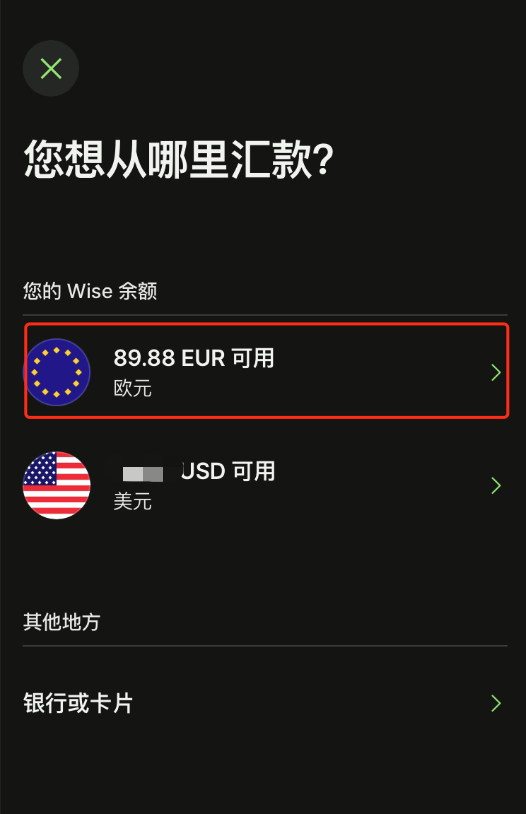 您想从哪里汇款?
您的 Wise 余额
89.88 EUR 可用
欧元
USD 可用
美元
其他地方
银行或卡片